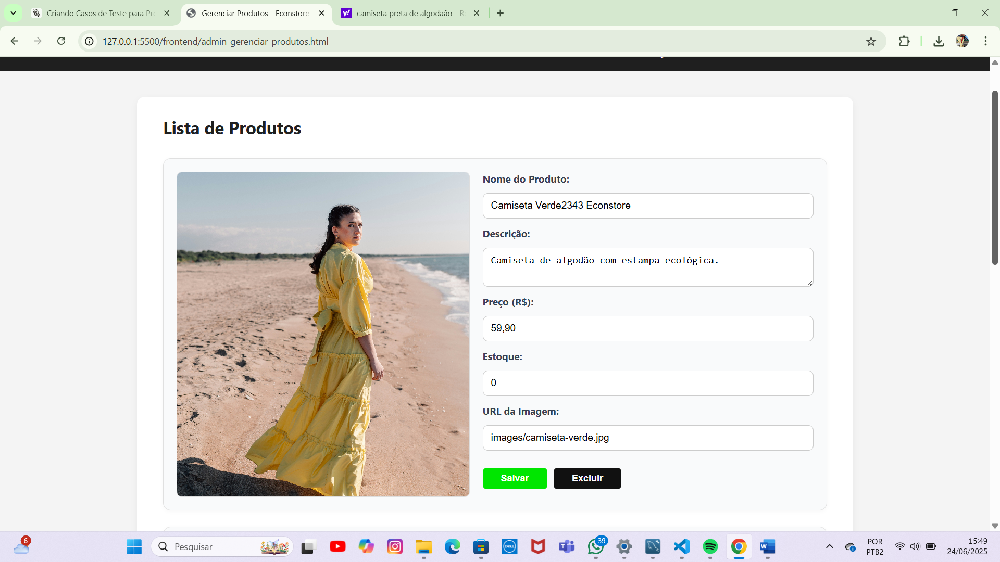 Criando Casos de Teste para Pro
Gerenciar Produtos - Econstore
camiseta preta de algodaão - R
127.0.0.1:5500/frontend/admin_gerenciar_produtos.html
Lista de Produtos
Nome do Produto:
Camiseta Verde2343 Econstore
Descrição:
Camiseta de algodão com estampa ecológica.
Preço (R$):
59,90
Estoque:
0
URL da Imagem:
images/camiseta-verde.jpg
Salvar
Excluir
6
Pesquisar
DELL
39
POR
PTB2
15:49
24/06/2025